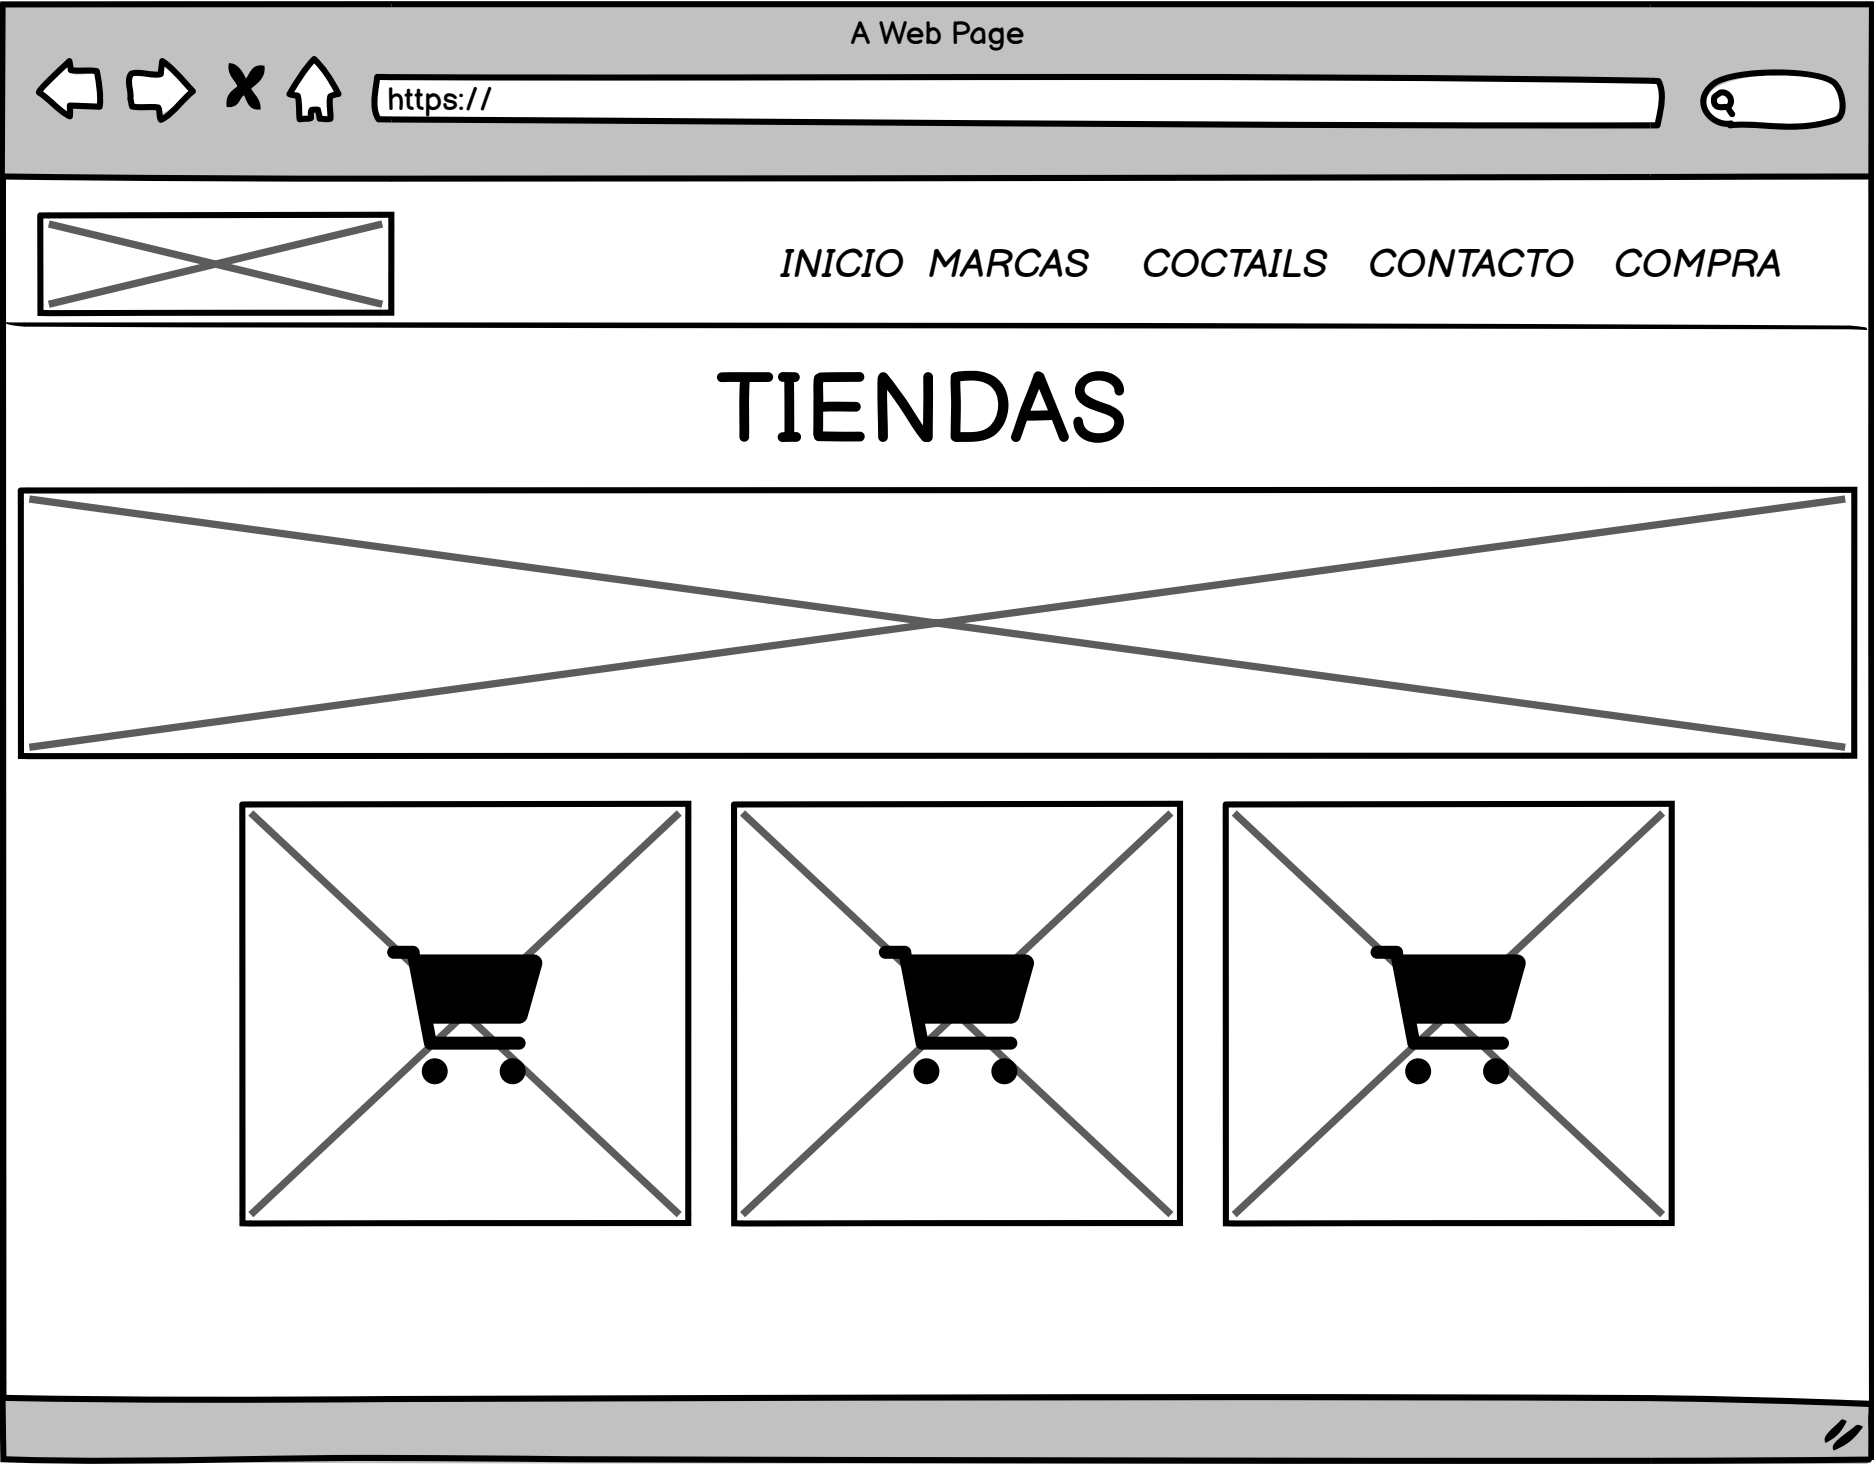 A Web Page
https://
INICIO MARCAS COCTAILS CONTACTO COMPRA
TIENDAS